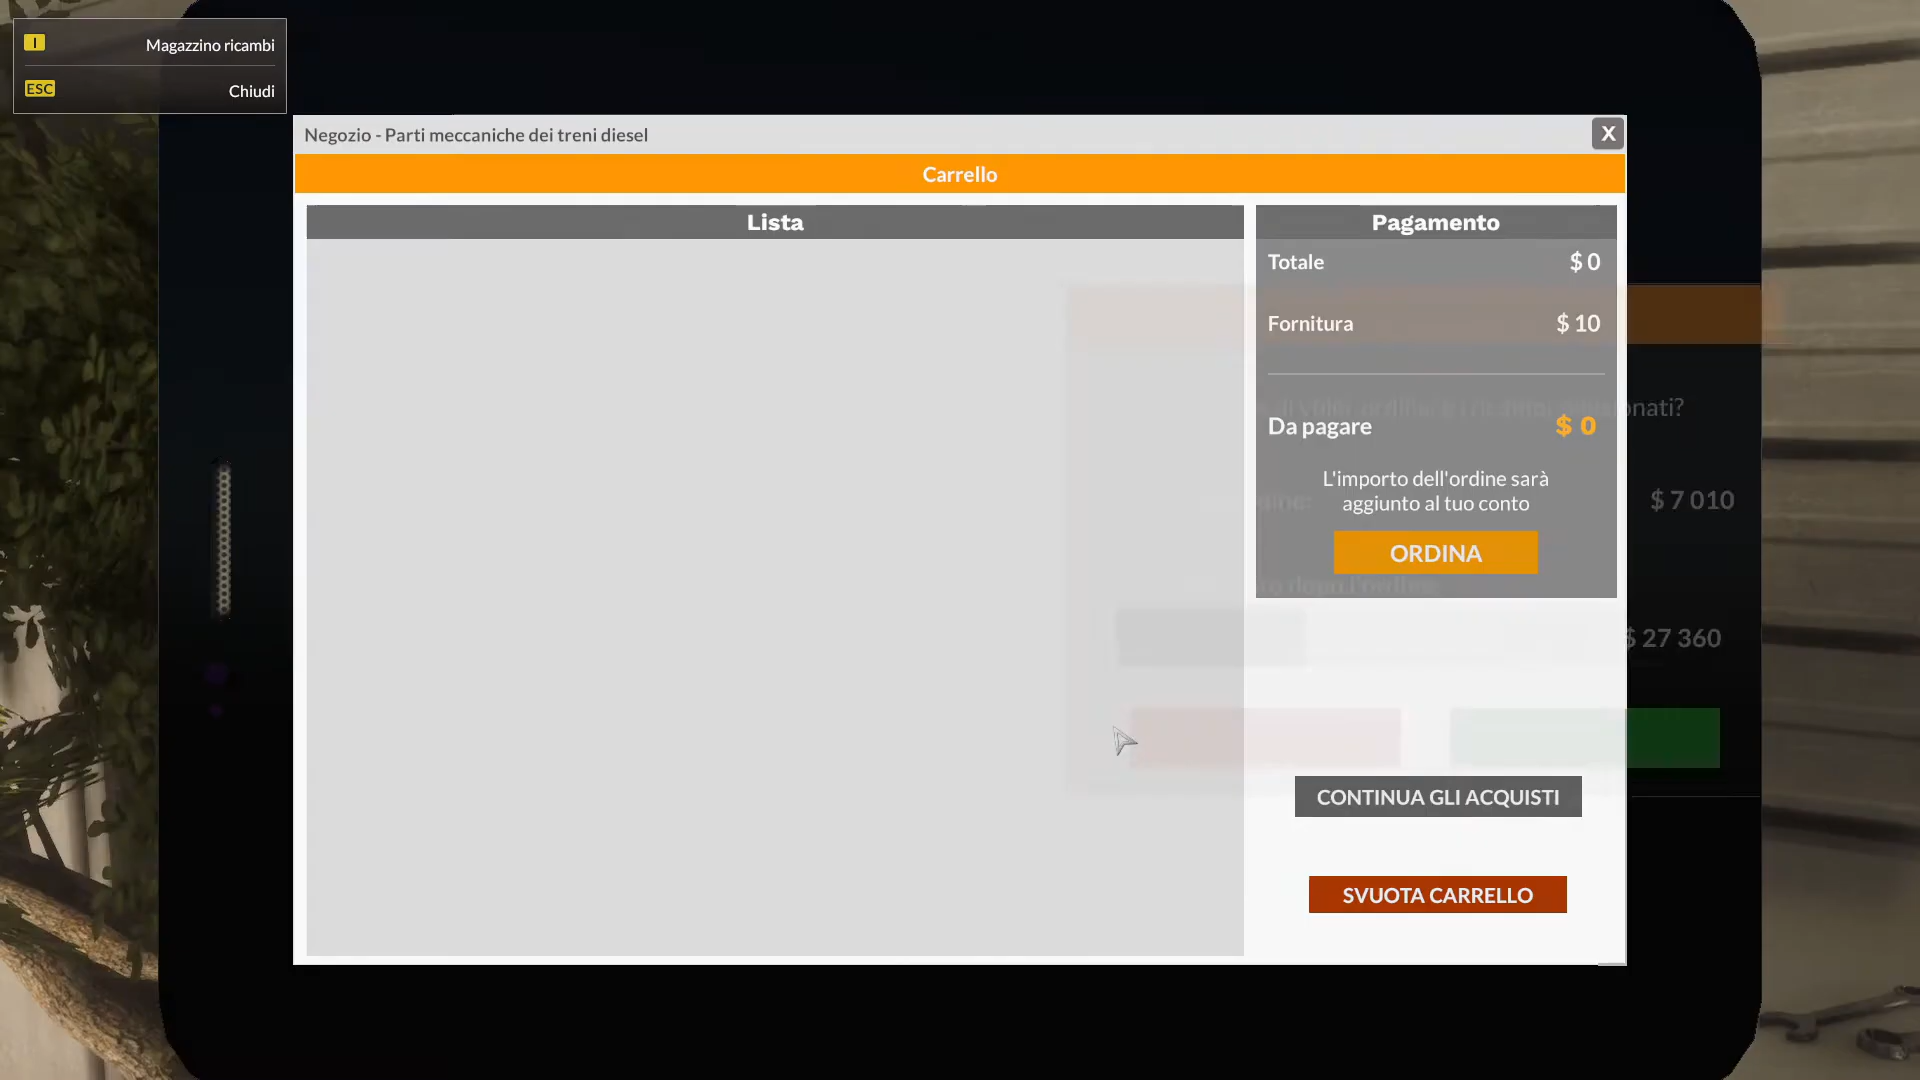 I Magazzino ricambi
ESC Chiudi
Negozio - Parti meccaniche dei treni diesel
X
Carrello
Lista
Pagamento
Totale $ 0
Fornitura $ 10
Da pagare $ 0
L'importo dell'ordine sarà
aggiunto al tuo conto
ORDINA
$ 7 010
$ 27 360
CONTINUA GLI ACQUISTI
SVUOTA CARRELLO